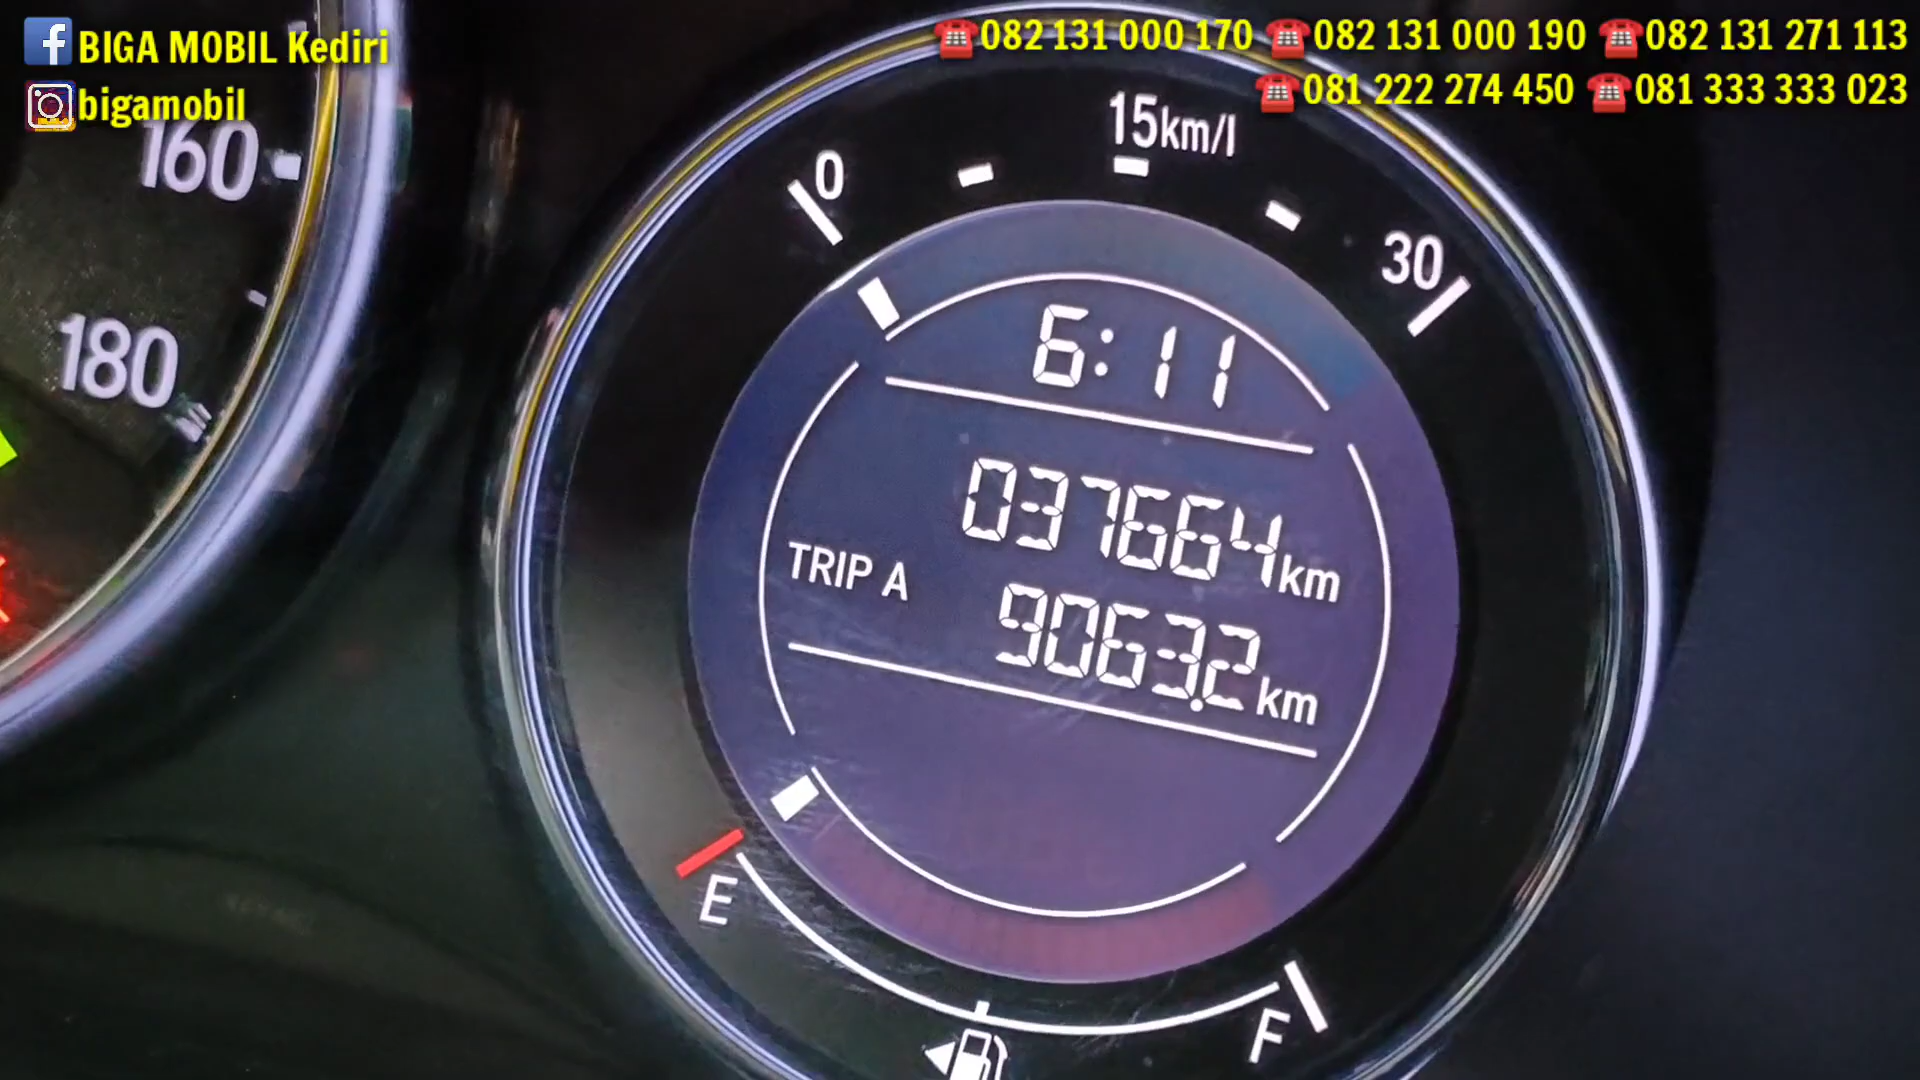 BIGA MOBIL Kediri
bigamobil
☎082 131 000 170 ☎082 131 000 190 ☎082 131 271 113
☎081 222 274 450 ☎081 333 333 023
160
180
0
15km/l
30
6:11
037664km
TRIP A
9063.2km
E
F